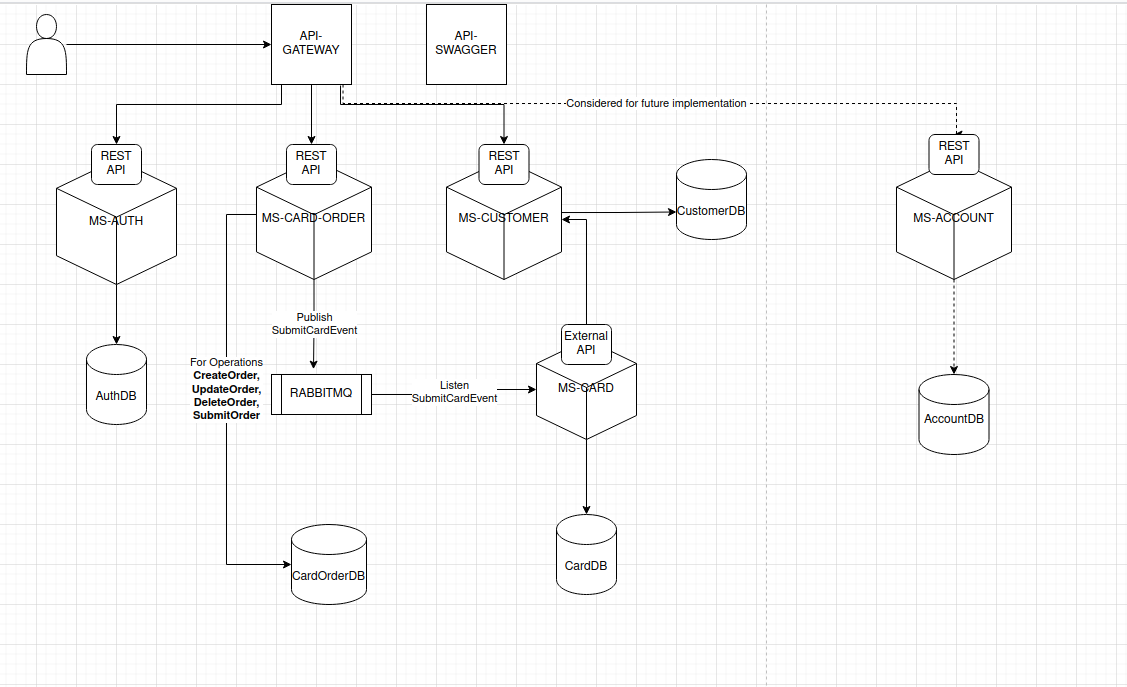 API-
GATEWAY
API-
SWAGGER
Considered for future implementation
REST
API
REST
API
REST
API
REST
API
MS-AUTH
MS-CARD-ORDER
MS-CUSTOMER
CustomerDB
MS-ACCOUNT
Publish
SubmitCardEvent
External
API
For Operations
CreateOrder,
UpdateOrder,
DeleteOrder,
SubmitOrder
RABBITMQ
Listen
SubmitCardEvent
MS-CARD
AuthDB
AccountDB
CardOrderDB
CardDB